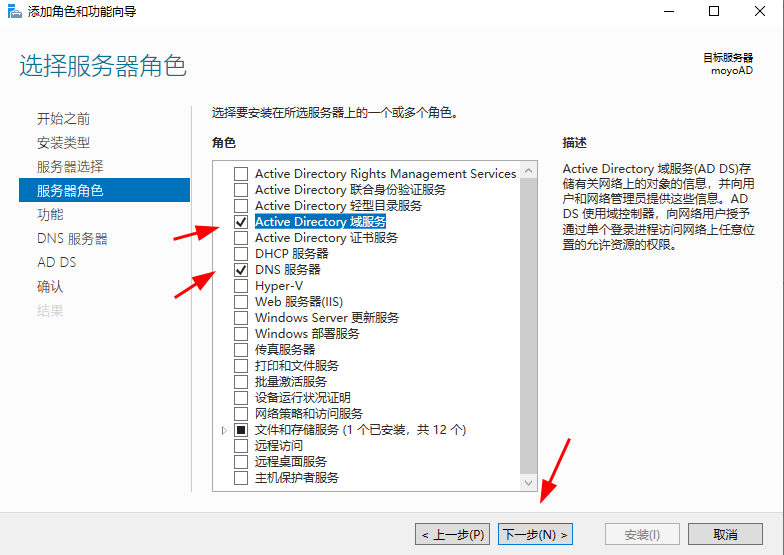 添加角色和功能向导
选择服务器角色
目标服务器
moyoAD
开始之前
安装类型
服务器选择
服务器角色
功能
DNS 服务器
AD DS
确认
结果
选择要安装在所选服务器上的一个或多个角色。
角色
Active Directory Rights Management Services
Active Directory 联合身份验证服务
Active Directory 轻型目录服务
Active Directory 域服务
Active Directory 证书服务
DHCP 服务器
DNS 服务器
Hyper-V
Web 服务器(IIS)
Windows Server 更新服务
Windows 部署服务
传真服务器
打印和文件服务
批量激活服务
设备运行状况证明
网络策略和访问服务
文件和存储服务 (1 个已安装，共 12 个)
远程访问
远程桌面服务
主机保护者服务
描述
Active Directory 域服务(AD DS)存
储有关网络上的对象的信息，并向用
户和网络管理员提供这些信息。AD
DS 使用域控制器，向网络用户授予
通过单个登录进程访问网络上任意位
置的允许资源的权限。
< 上一步(P)
下一步(N) >
安装(I)
取消